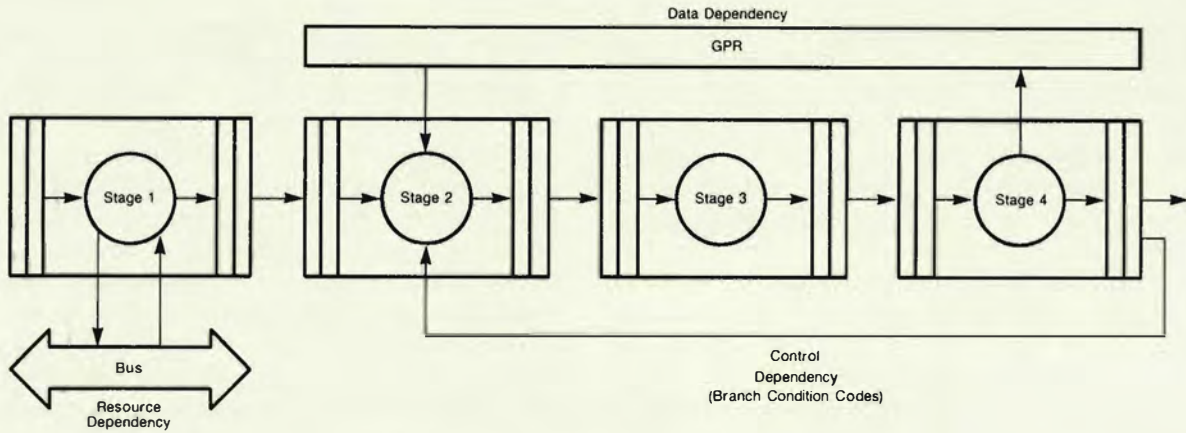 Data Dependency
GPR
Stage 1
Stage 2
Stage 3
Stage 4
Bus
Resource
Dependency
Control
Dependency
(Branch Condition Codes)